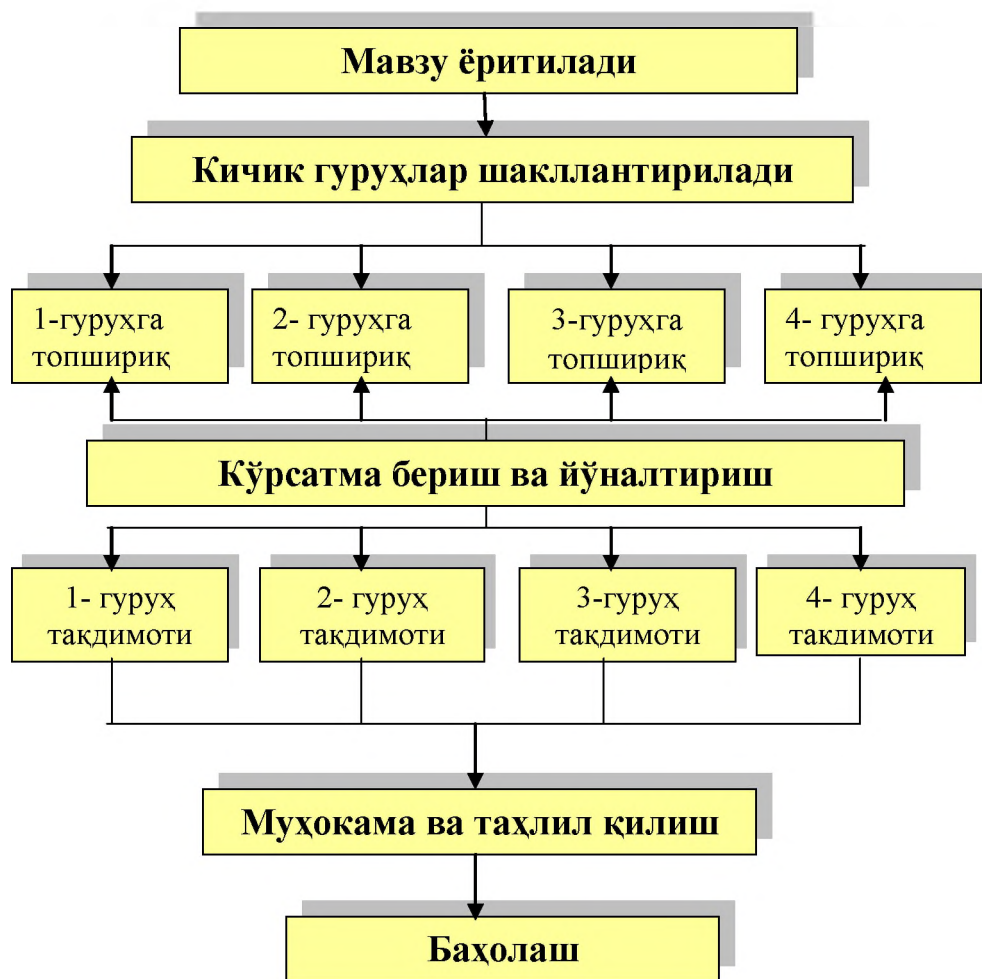 Мавзу ёритилади
Кичик гуруҳлар шакллантирилади
1-гуруҳга
топшириқ
2- гуруҳга
топшириқ
3-гуруҳга
топшириқ
4- гуруҳга
топшириқ
Кўрсатма бериш ва йўналтириш
1- гуруҳ
тақдимоти
2- гуруҳ
тақдимоти
3-гуруҳ
тақдимоти
4- гуруҳ
тақдимоти
Муҳокама ва таҳлил қилиш
Баҳолаш